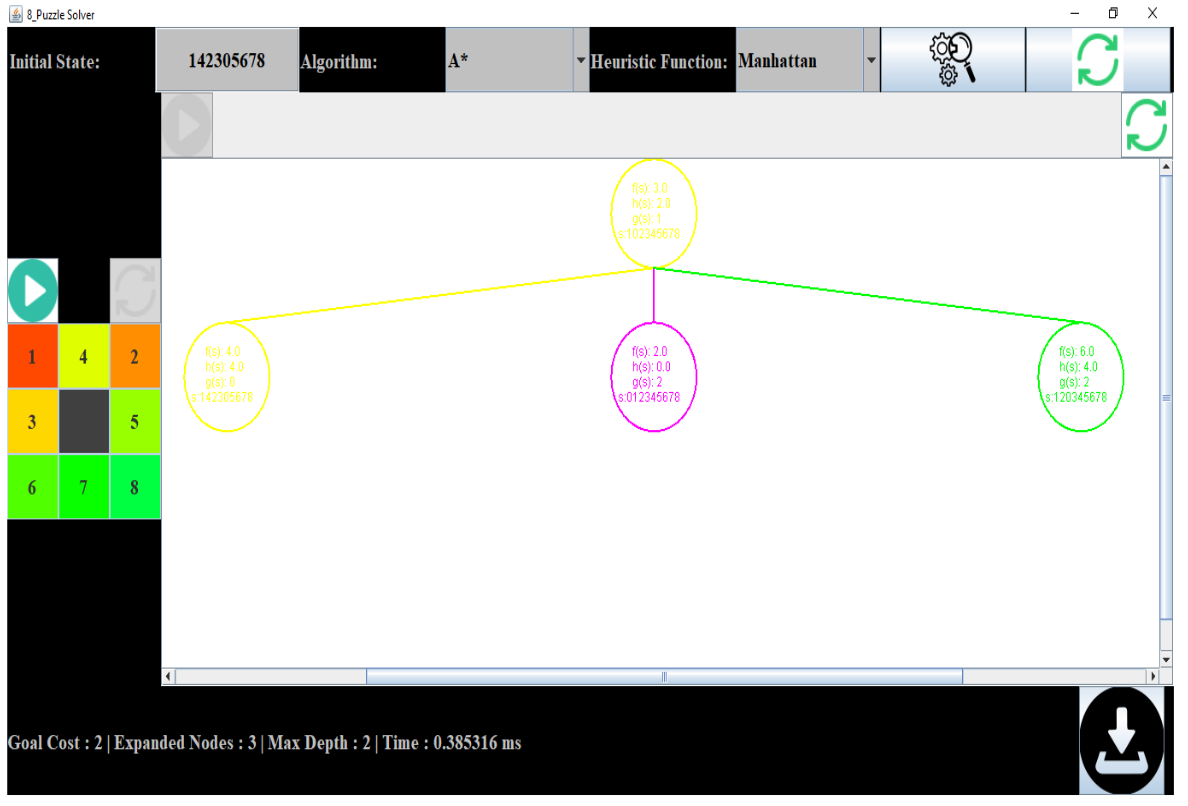 8_Puzzle Solver
Initial State: 142305678 Algorithm: A* Heuristic Function: Manhattan
f(s): 3.0
h(s): 2.0
g(s): 1
s:102345678
f(s): 4.0
h(s): 4.0
g(s): 0
s:142305678
f(s): 2.0
h(s): 0.0
g(s): 2
s:012345678
f(s): 6.0
h(s): 4.0
g(s): 2
s:120345678
1 4 2
3 5
6 7 8
Goal Cost : 2 | Expanded Nodes : 3 | Max Depth : 2 | Time : 0.385316 ms